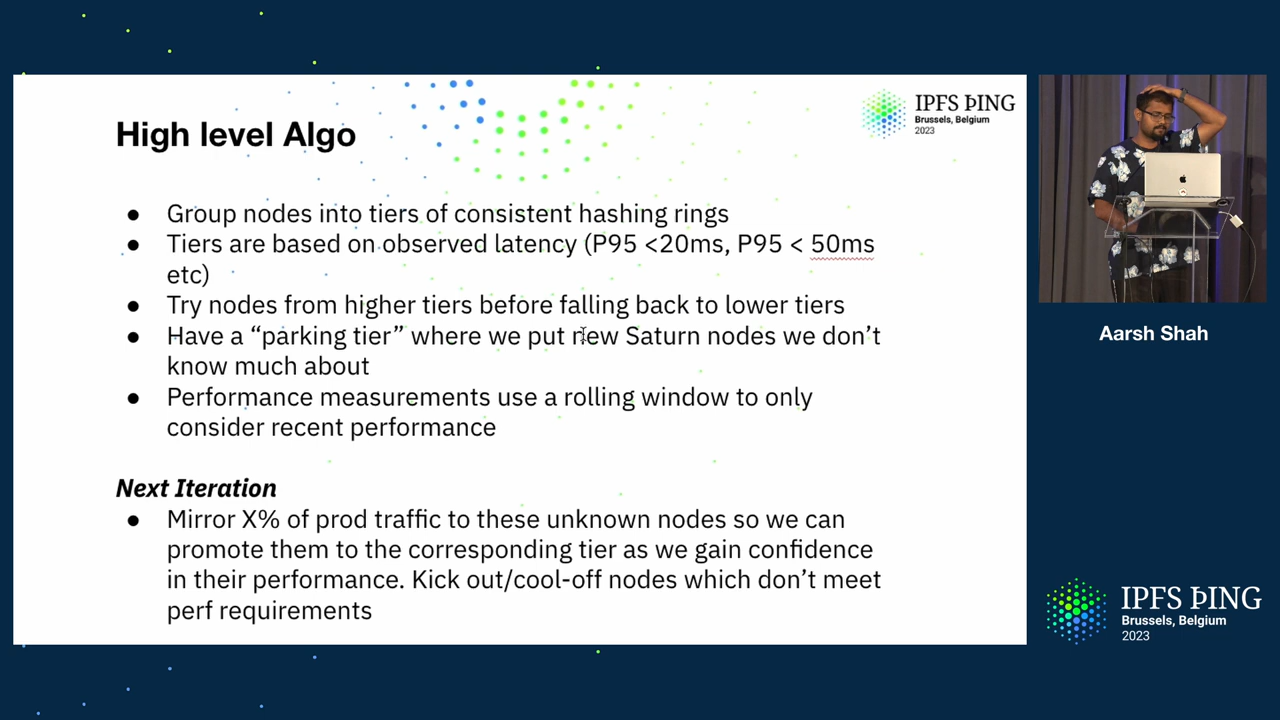 High level Algo
IPFS ÞING
Brussels, Belgium
2023
● Group nodes into tiers of consistent hashing rings
● Tiers are based on observed latency (P95 <20ms, P95 < 50ms
etc)
● Try nodes from higher tiers before falling back to lower tiers
● Have a “parking tier” where we put new Saturn nodes we don’t
know much about
● Performance measurements use a rolling window to only
consider recent performance
Next Iteration
● Mirror X% of prod traffic to these unknown nodes so we can
promote them to the corresponding tier as we gain confidence
in their performance. Kick out/cool-off nodes which don’t meet
perf requirements
Aarsh Shah
IPFS ÞING
Brussels, Belgium
2023